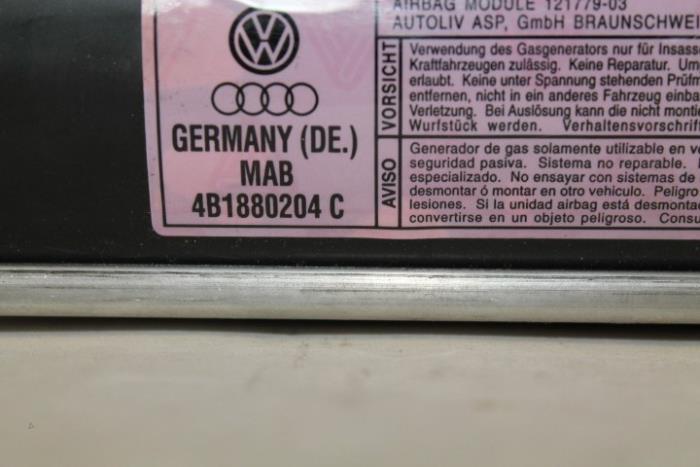 AIRBAG MODULE 121779-03
AUTOLIV ASP, GmbH BRAUNSCHWE
GERMANY (DE.)
MAB
4B1880204 C
VORSICHT
Verwendung des Gasgenerators nur für Insass
Kraftfahrzeugen zulässig. Keine Reparatur. Um
erlaubt. Keine unter Spannung stehenden Prüfm
entfernen, nicht in ein anderes Fahrzeug einba
Verletzung. Bei Auslösung kann die nicht montie
Wurfstück werden. Verhaltensvorschrift
AVISO
Generador de gas solamente utilizable en ve
seguridad pasiva. Sistema no reparable.
especializado. No ensayar con sistemas de
desmontar ó montar en otro vehiculo. Peligro
lesiones. Si la unidad airbag está desmonta
convertirse en un objeto peligroso. Consu